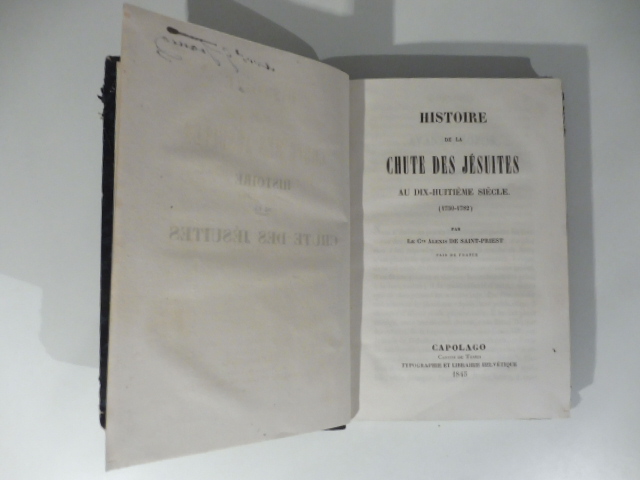 HISTOIRE
DE LA
CHUTE DES JÉSUITES
AU DIX-HUITIÈME SIÈCLE.
(1750-1782)
PAR
LE Cte ALEXIS DE SAINT-PRIEST
PAIR DE FRANCE
CAPOLAGO
CANTON DU TESSIN
TYPOGRAPHIE ET LIBRAIRIE HELVÉTIQUE
1845